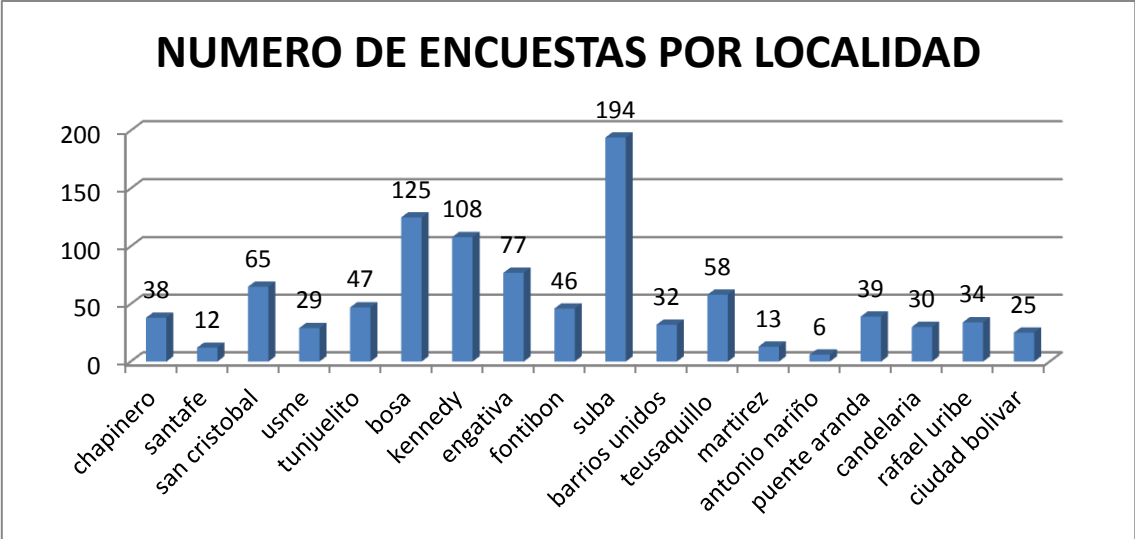 NUMERO DE ENCUESTAS POR LOCALIDAD
200
150
100
50
0
38
12
65
29
47
125
108
77
46
194
32
58
13
6
39
30
34
25
chapinero
santafe
san cristobal
usme
tunjuelito
bosa
kennedy
engativa
fontibon
suba
barrios unidos
teusaquillo
martirez
antonio nariño
puente aranda
candelaria
rafael uribe
ciudad bolivar